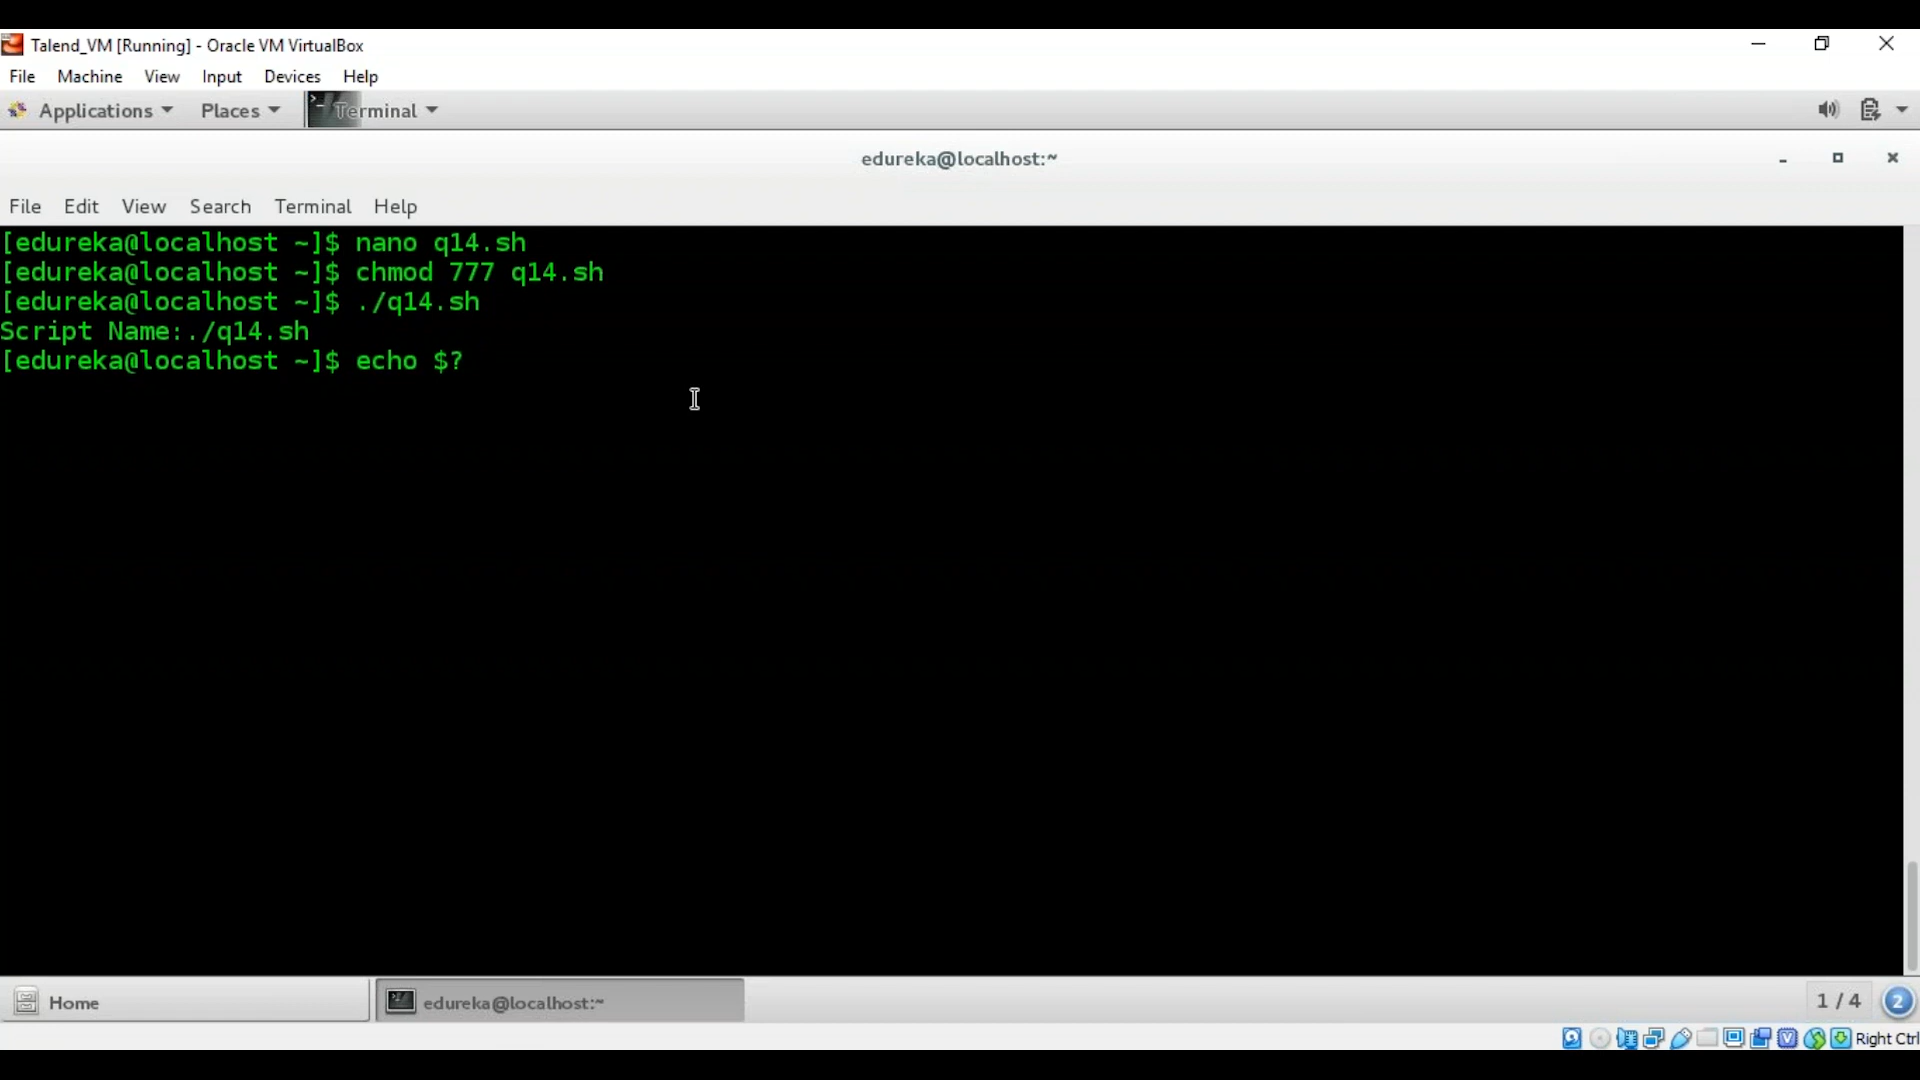 Talend_VM [Running] - Oracle VM VirtualBox
File Machine View Input Devices Help
Applications Places Terminal
edureka@localhost:~
File Edit View Search Terminal Help
[edureka@localhost ~]$ nano q14.sh
[edureka@localhost ~]$ chmod 777 q14.sh
[edureka@localhost ~]$ ./q14.sh
Script Name:./q14.sh
[edureka@localhost ~]$ echo $?
Home edureka@localhost:~ 1 / 4 2
Right Ctrl